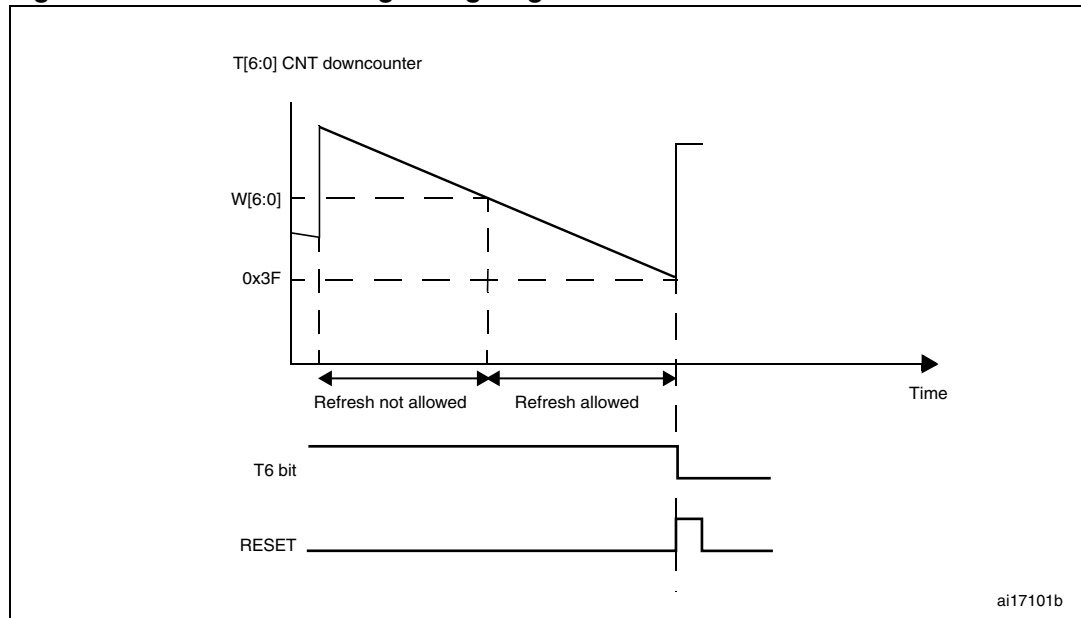 T[6:0] CNT downcounter
W[6:0]
0x3F
Time
Refresh not allowed
Refresh allowed
T6 bit
RESET
ai17101b